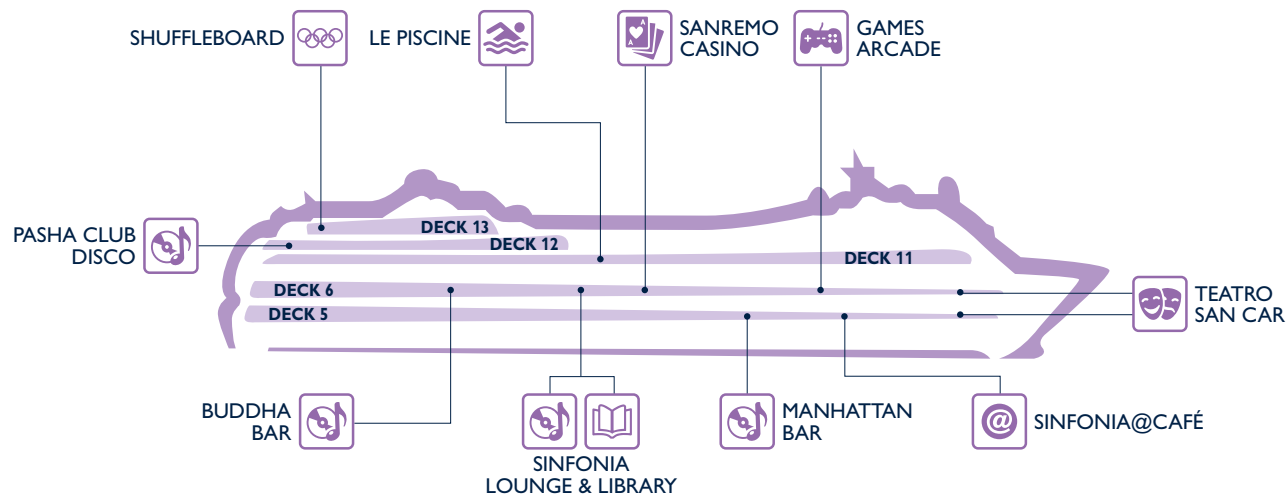 SHUFFLEBOARD
LE PISCINE
SANREMO
CASINO
GAMES
ARCADE
PASHA CLUB
DISCO
DECK 13
DECK 12
DECK 11
DECK 6
DECK 5
TEATRO
SAN CAR
BUDDHA
BAR
SINFONIA
LOUNGE & LIBRARY
MANHATTAN
BAR
@
SINFONIA@CAFÉ